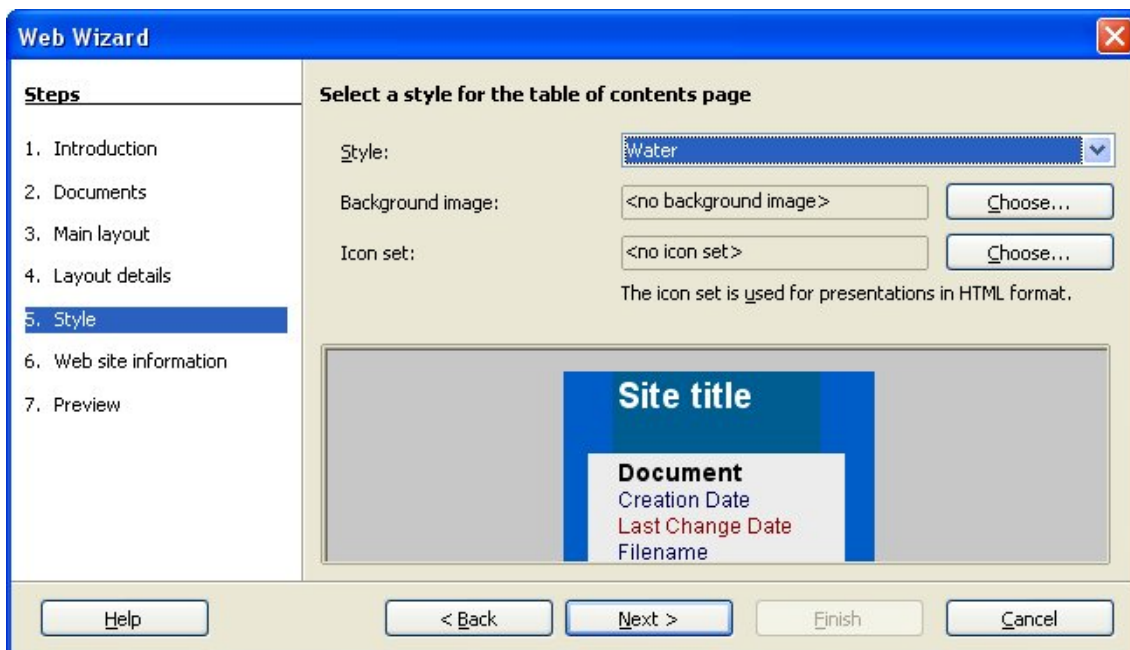 Web Wizard
Steps
1. Introduction
2. Documents
3. Main layout
4. Layout details
5. Style
6. Web site information
7. Preview
Select a style for the table of contents page
Style: Water
Background image: <no background image> Choose...
Icon set: <no icon set> Choose...
The icon set is used for presentations in HTML format.
Site title
Document
Creation Date
Last Change Date
Filename
Help < Back Next > Finish Cancel